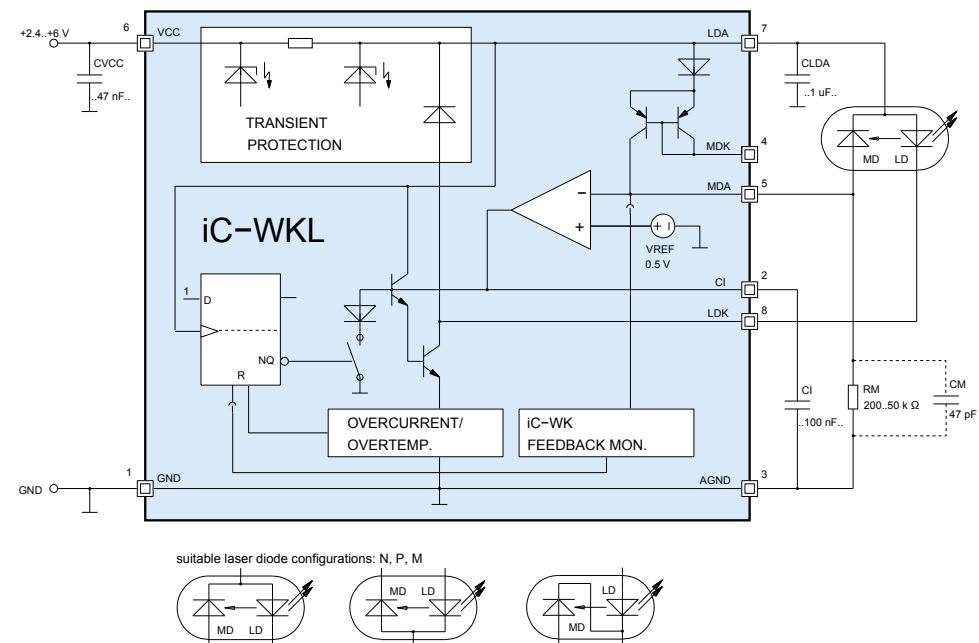 6 VCC LDA 7
+2.4..+6 V
CVCC
..47 nF..
CLDA
..1 uF..
TRANSIENT
PROTECTION
MDK 4
MD LD
MDA 5
−
+
+ −
VREF
0.5 V
iC−WKL
CI 2
1 D
LDK 8
NQ
R
RM
200..50 k Ω
CM
47 pF
CI
..100 nF..
OVERCURRENT/
OVERTEMP.
iC−WK
FEEDBACK MON.
1 GND AGND 3
GND
suitable laser diode configurations: N, P, M
MD LD
MD LD
MD LD